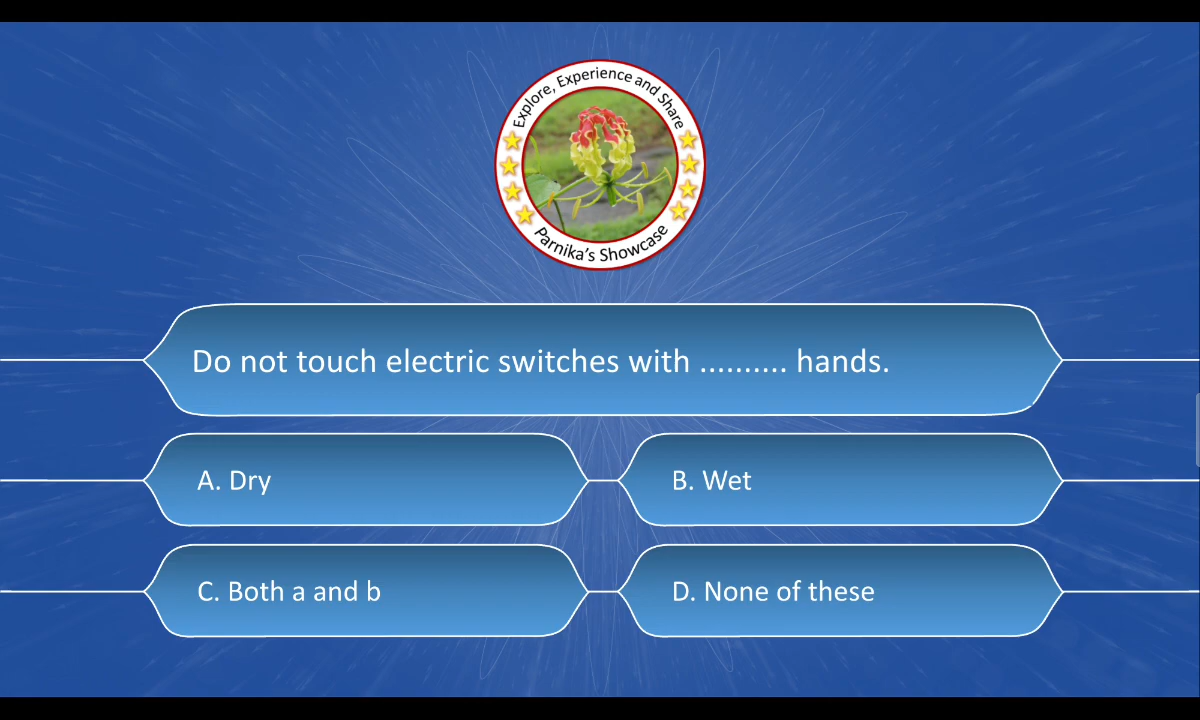 Explore, Experience and Share
Parnika's Showcase
Do not touch electric switches with .......... hands.
A. Dry
B. Wet
C. Both a and b
D. None of these